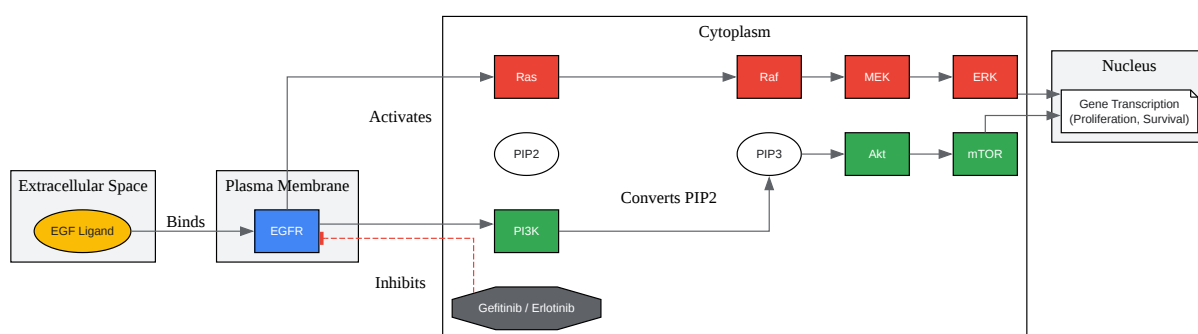 Cytoplasm
Ras
Raf
MEK
ERK
Nucleus
Gene Transcription
(Proliferation, Survival)
Activates
PIP2
PIP3
Akt
mTOR
Extracellular Space
Plasma Membrane
Converts PIP2
EGF Ligand
Binds
EGFR
PI3K
Inhibits
Gefitinib / Erlotinib